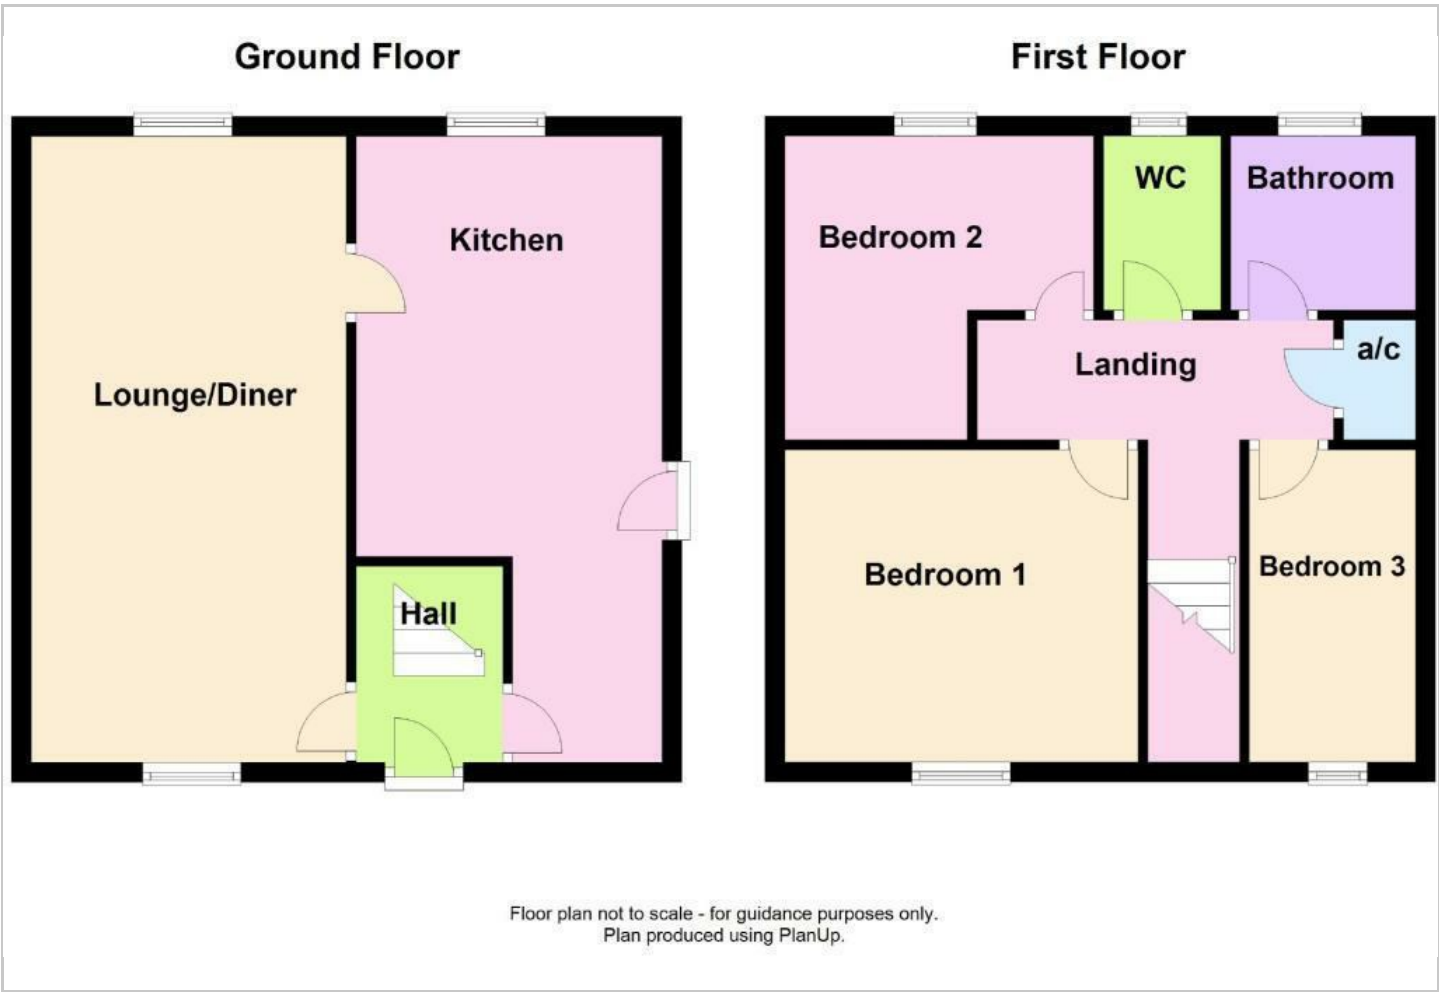 Ground Floor
Lounge/Diner
Kitchen
Hall
First Floor
Bedroom 2
WC
Bathroom
Landing
a/c
Bedroom 1
Bedroom 3
Floor plan not to scale - for guidance purposes only.
Plan produced using PlanUp.